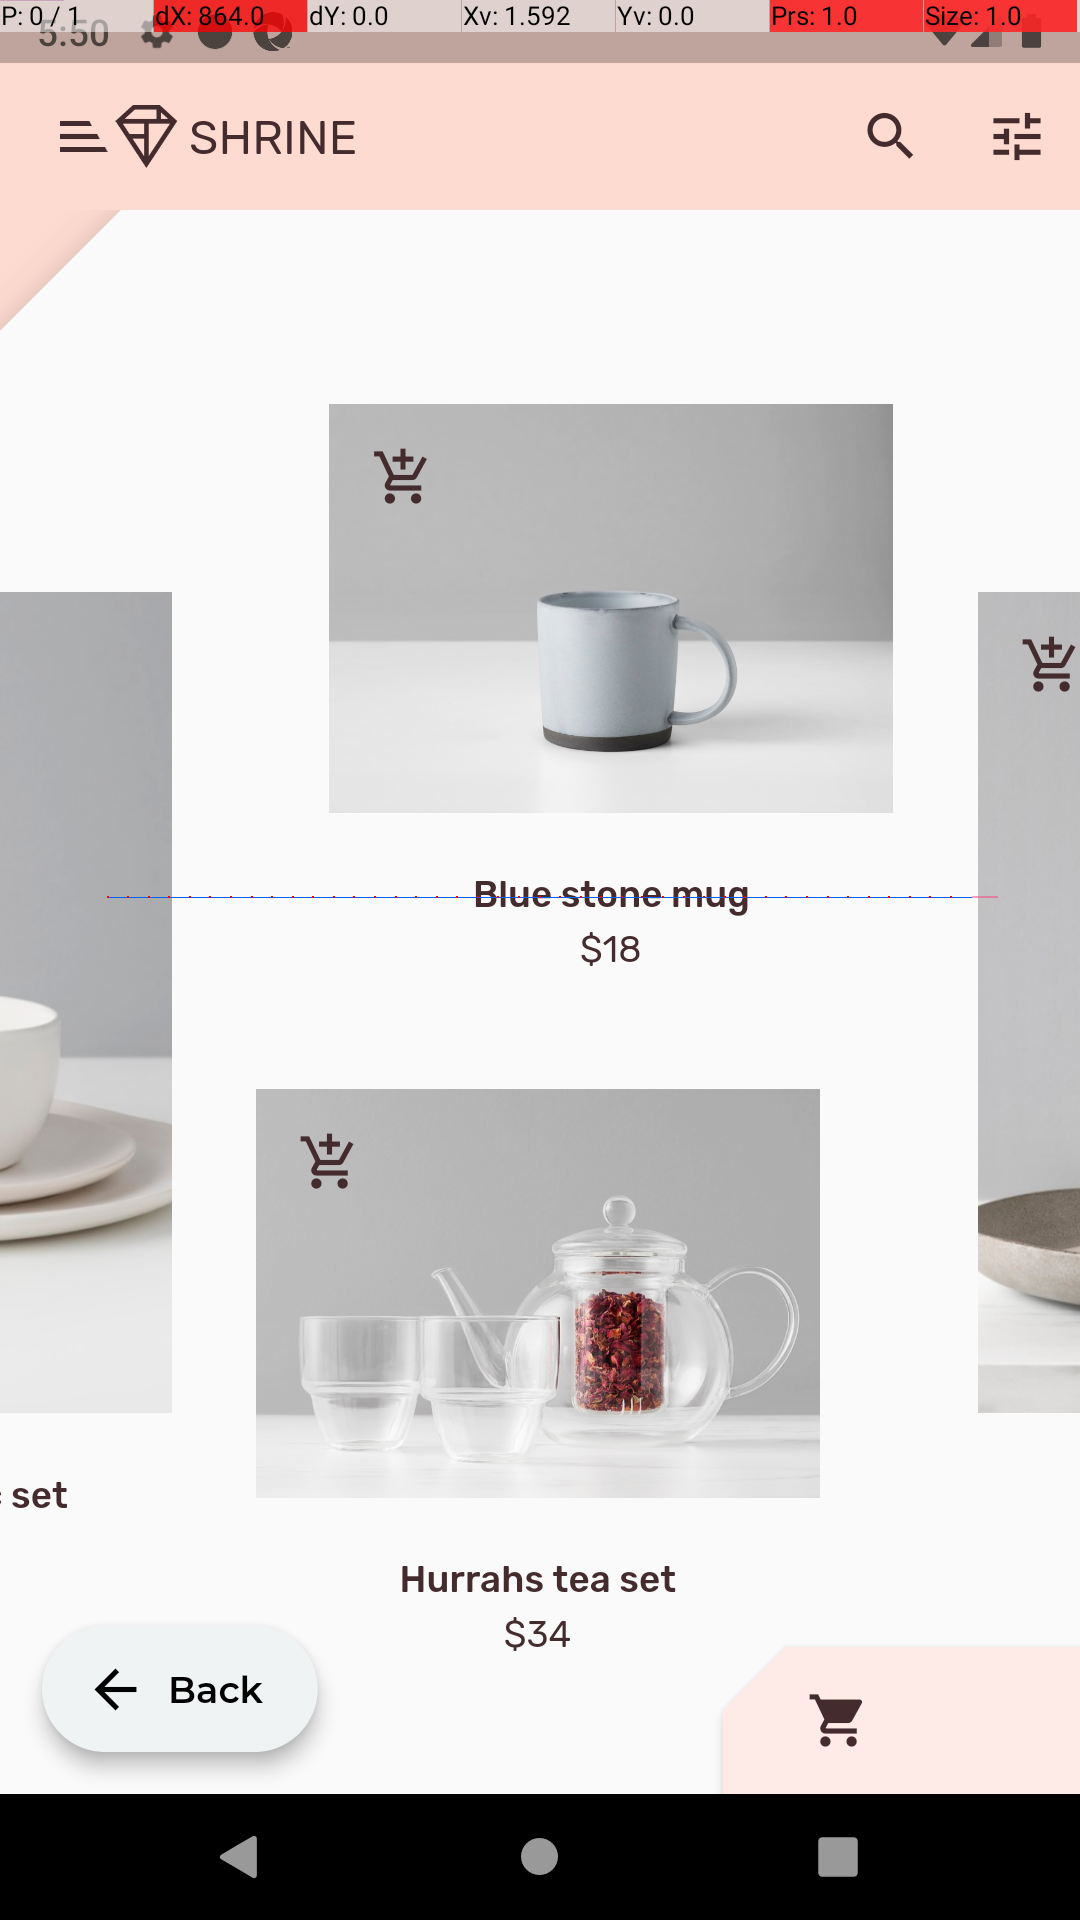 P: 0 / 1 dX: 864.0 dY: 0.0 Xv: 1.592 Yv: 0.0 Prs: 1.0 Size: 1.0
5:50
SHRINE
Blue stone mug
$18
set
Hurrahs tea set
$34
Back